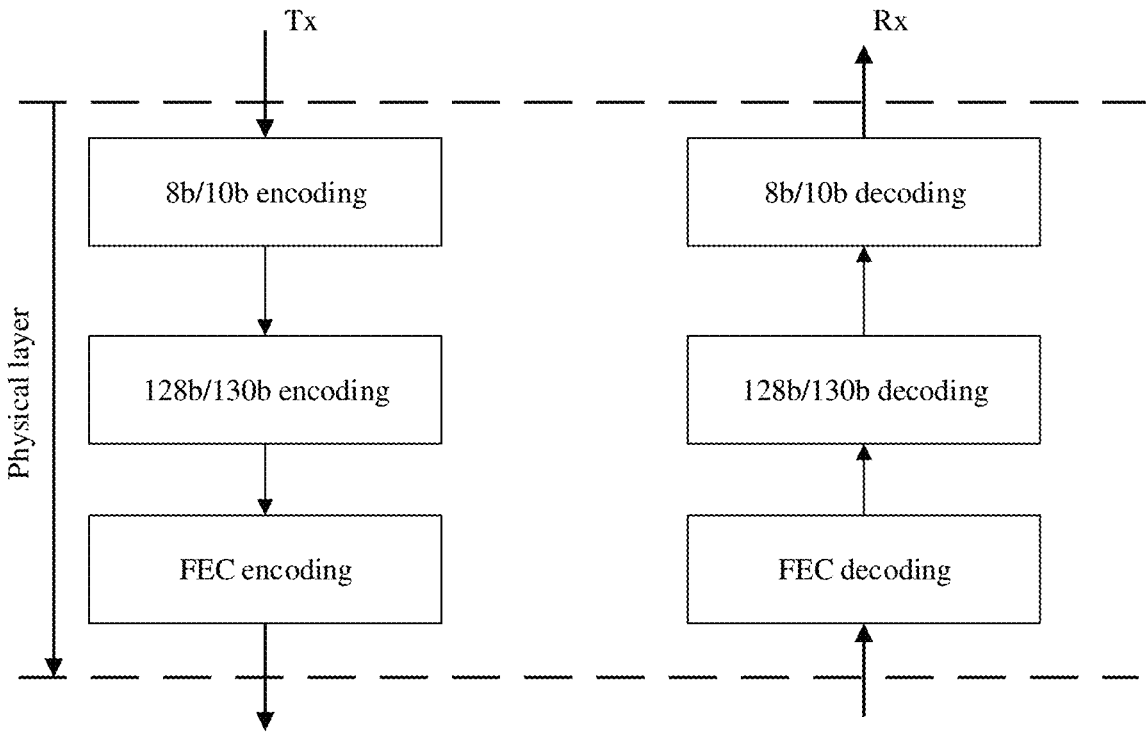 Tx
Rx
8b/10b encoding
8b/10b decoding
Physical layer
128b/130b encoding
128b/130b decoding
FEC encoding
FEC decoding